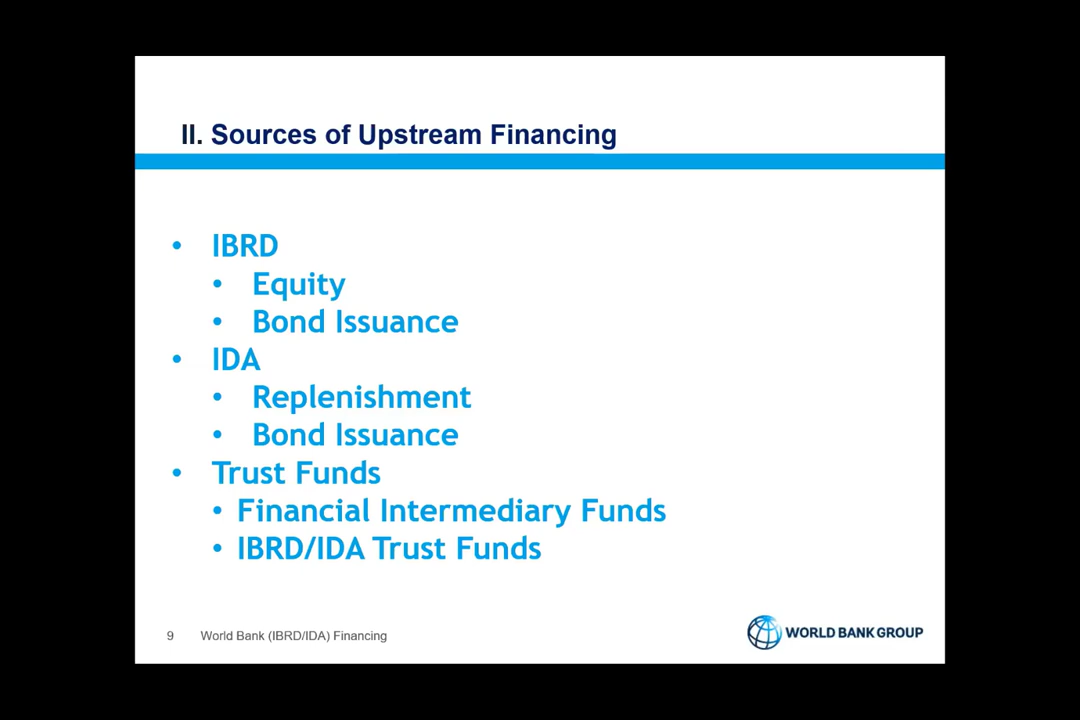 II. Sources of Upstream Financing
• IBRD
• Equity
• Bond Issuance
• IDA
• Replenishment
• Bond Issuance
• Trust Funds
• Financial Intermediary Funds
• IBRD/IDA Trust Funds
9 World Bank (IBRD/IDA) Financing
WORLD BANK GROUP